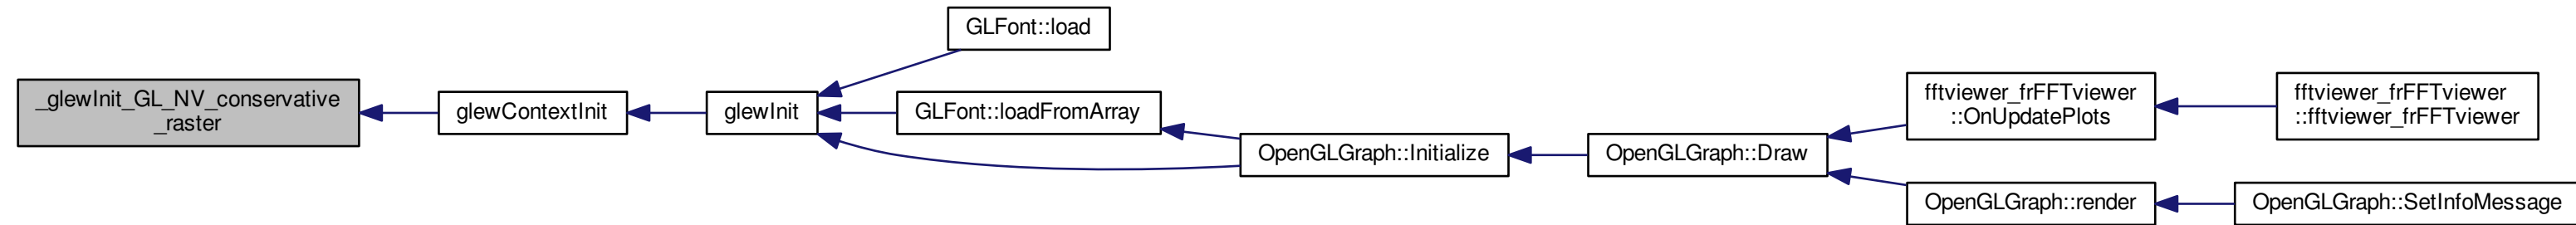 GLFont::load
_glewInit_GL_NV_conservative
_raster
glewContextInit
glewInit
GLFont::loadFromArray
OpenGLGraph::Initialize
OpenGLGraph::Draw
fftviewer_frFFTviewer
::OnUpdatePlots
fftviewer_frFFTviewer
::fftviewer_frFFTviewer
OpenGLGraph::render
OpenGLGraph::SetInfoMessage